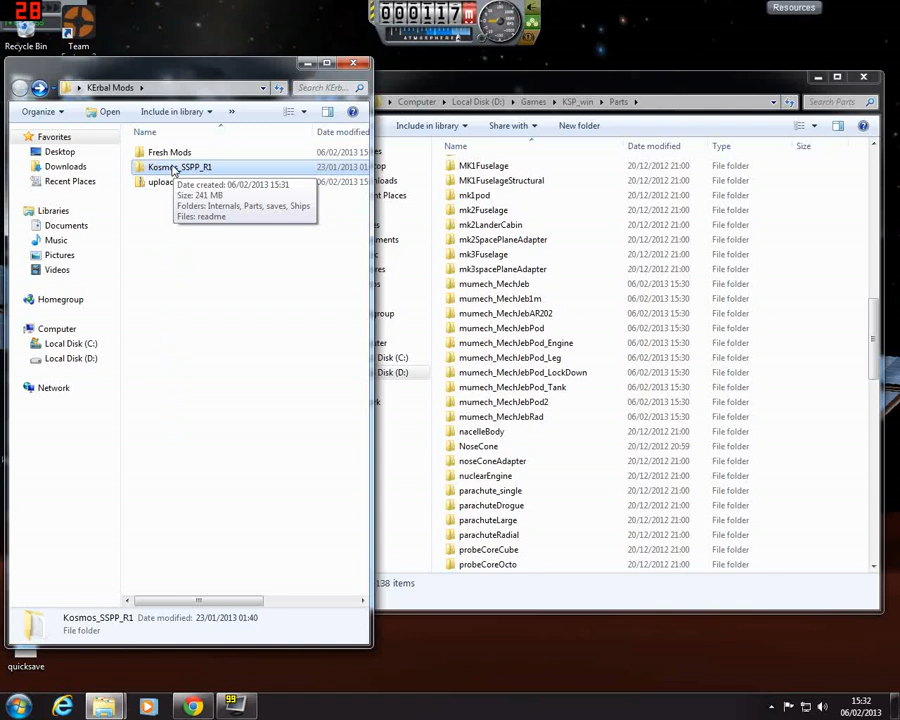 28
000117 m
ATMOSPHERE
Resources
Recycle Bin
Team
KErbal Mods
Search KErbal...
Organize
Open
Include in library
»
Name
Date modified
Favorites
Desktop
Downloads
Recent Places
Libraries
Documents
Music
Pictures
Videos
Homegroup
Computer
Local Disk (C:)
Local Disk (D:)
Network
Fresh Mods 06/02/2013 15
Kosmos_SSPP_R1 23/01/2013 01:40
06/02/2013 15
Date created: 06/02/2013 15:31
Size: 241 MB
Folders: Internals, Parts, saves, Ships
Files: readme
Kosmos_SSPP_R1 Date modified: 23/01/2013 01:40
File folder
Computer Local Disk (D:) Games KSP_win Parts
Search Parts
Include in library Share with New folder
Name Date modified Type Size
MK1Fuselage 20/12/2012 21:00 File folder
MK1FuselageStructural 20/12/2012 21:00 File folder
mk1pod 20/12/2012 21:00 File folder
mk2Fuselage 20/12/2012 21:00 File folder
mk2LanderCabin 20/12/2012 21:00 File folder
mk2SpacePlaneAdapter 20/12/2012 21:00 File folder
mk3Fuselage 20/12/2012 21:00 File folder
mk3spacePlaneAdapter 20/12/2012 21:00 File folder
mumech_MechJeb 06/02/2013 15:30 File folder
mumech_MechJeb1m 06/02/2013 15:30 File folder
mumech_MechJebAR202 06/02/2013 15:30 File folder
mumech_MechJebPod 06/02/2013 15:30 File folder
mumech_MechJebPod_Engine 06/02/2013 15:30 File folder
mumech_MechJebPod_Leg 06/02/2013 15:30 File folder
mumech_MechJebPod_LockDown 06/02/2013 15:30 File folder
mumech_MechJebPod_Tank 06/02/2013 15:30 File folder
mumech_MechJebPod2 06/02/2013 15:30 File folder
mumech_MechJebRad 06/02/2013 15:30 File folder
nacelleBody 20/12/2012 21:00 File folder
NoseCone 20/12/2012 20:59 File folder
noseConeAdapter 20/12/2012 21:00 File folder
nuclearEngine 20/12/2012 21:00 File folder
parachute_single 20/12/2012 21:00 File folder
parachuteDrogue 20/12/2012 21:00 File folder
parachuteLarge 20/12/2012 21:00 File folder
parachuteRadial 20/12/2012 21:00 File folder
probeCoreCube 20/12/2012 21:00 File folder
probeCoreOcto 20/12/2012 21:00 File folder
Disk (C:)
Disk (D:)
138 items
quicksave
99
15:32
06/02/2013